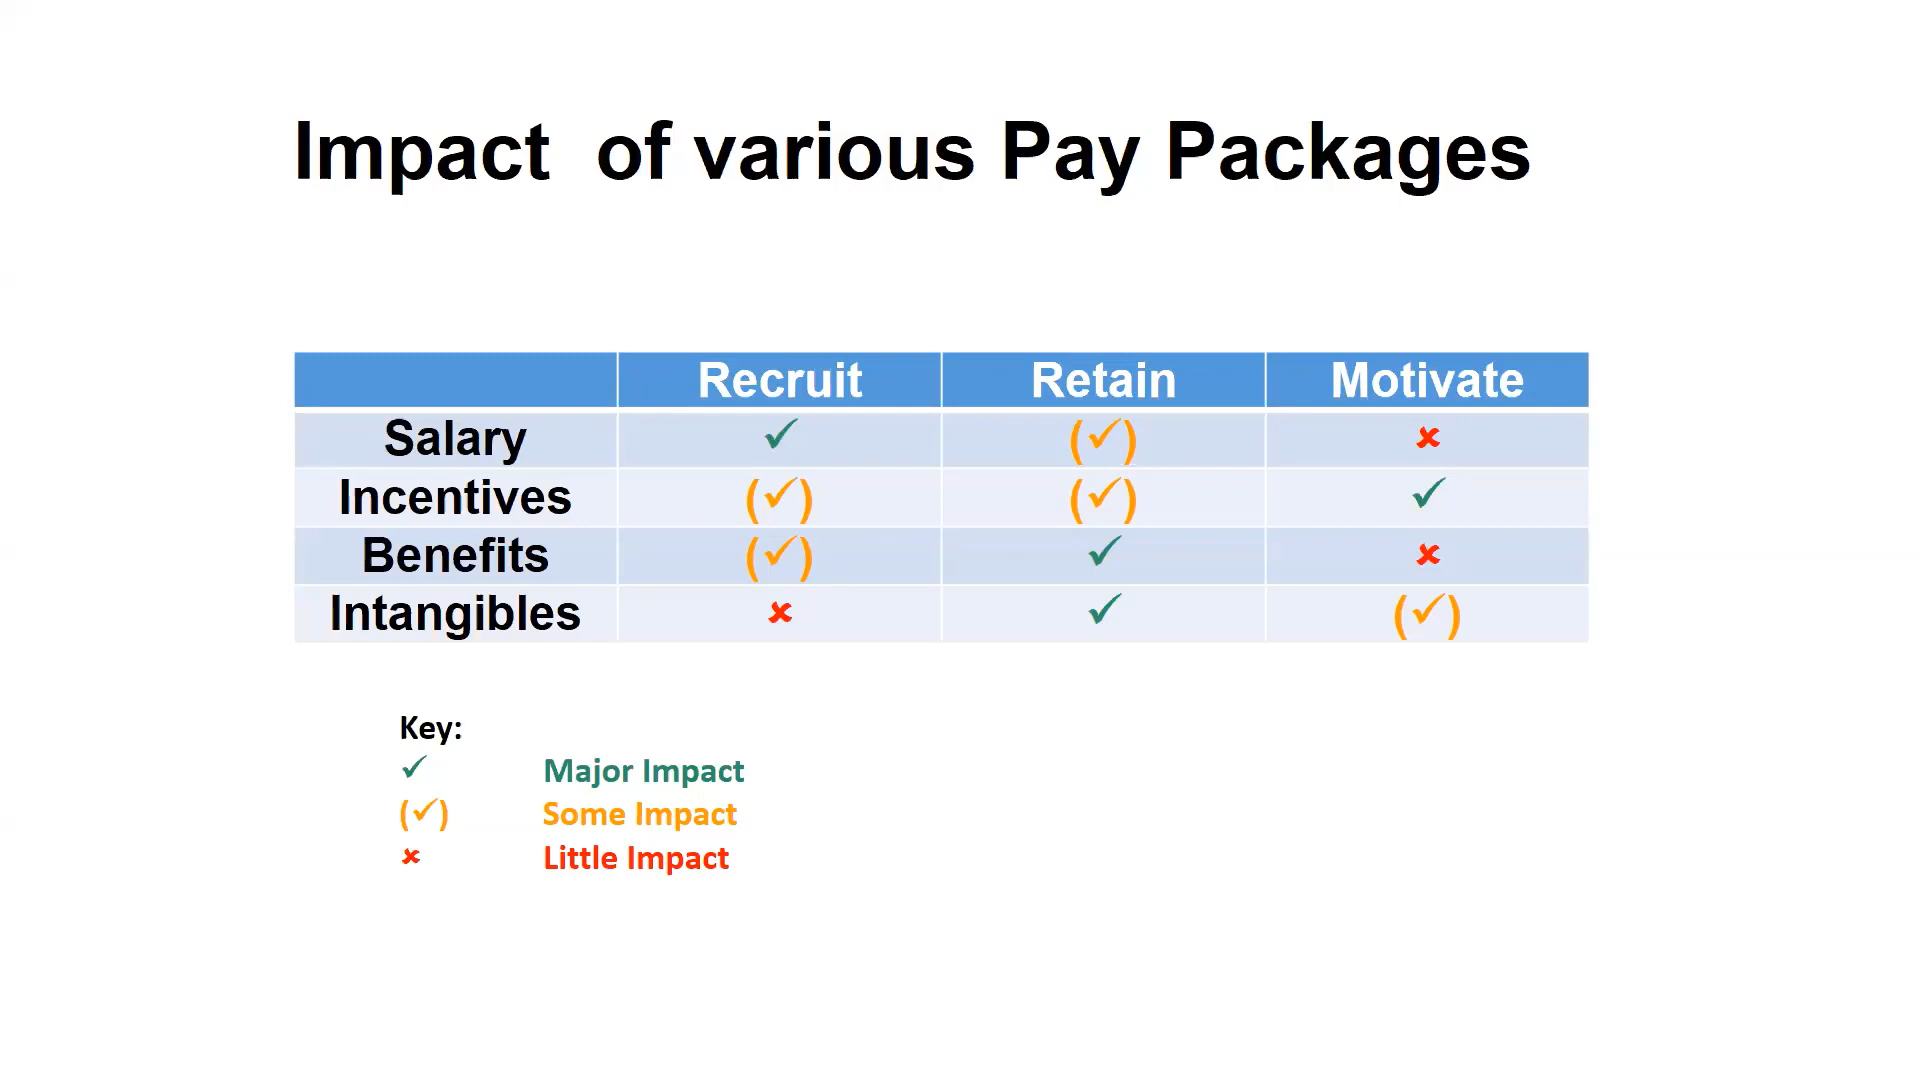 Impact  of various Pay Packages
Recruit Retain Motivate
Salary ✓ (✓) ✘
Incentives (✓) (✓) ✓
Benefits (✓) ✓ ✘
Intangibles ✘ ✓ (✓)
Key:
✓ Major Impact
(✓) Some Impact
✘ Little Impact